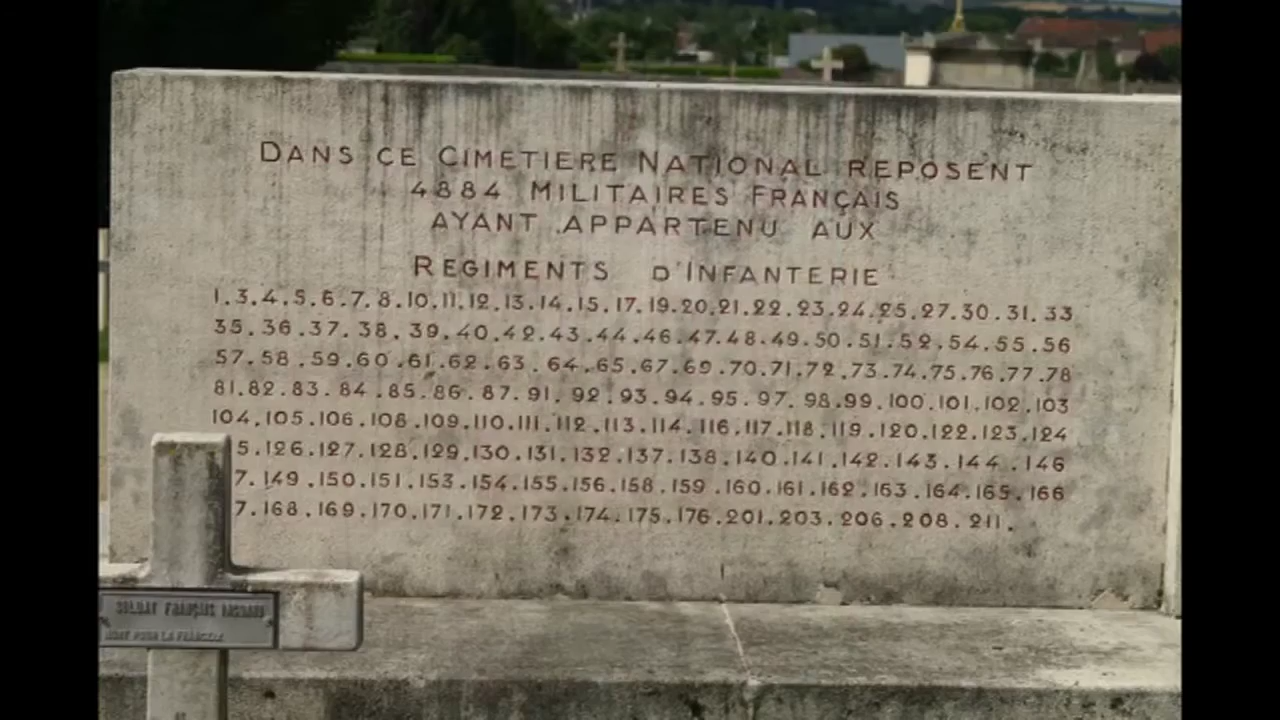 DANS CE CIMETIERE NATIONAL REPOSENT
4884 MILITAIRES FRANÇAIS
AYANT APPARTENU AUX
REGIMENTS D'INFANTERIE
1.3.4.5.6.7.8.10.11.12.13.14.15.17.19.20.21.22.23.24.25.27.30.31.33
35.36.37.38.39.40.42.43.44.46.47.48.49.50.51.52.54.55.56
57.58.59.60.61.62.63.64.65.67.69.70.71.72.73.74.75.76.77.78
81.82.83.84.85.86.87.91.92.93.94.95.97.98.99.100.101.102.103
104.105.106.108.109.110.111.112.113.114.116.117.118.119.120.122.123.124
5.126.127.128.129.130.131.132.137.138.140.141.142.143.144.146
7.149.150.151.153.154.155.156.158.159.160.161.162.163.164.165.166
7.168.169.170.171.172.173.174.175.176.201.203.206.208.211.
SOLDAT FRANÇAIS
MORT POUR LA FRANCE